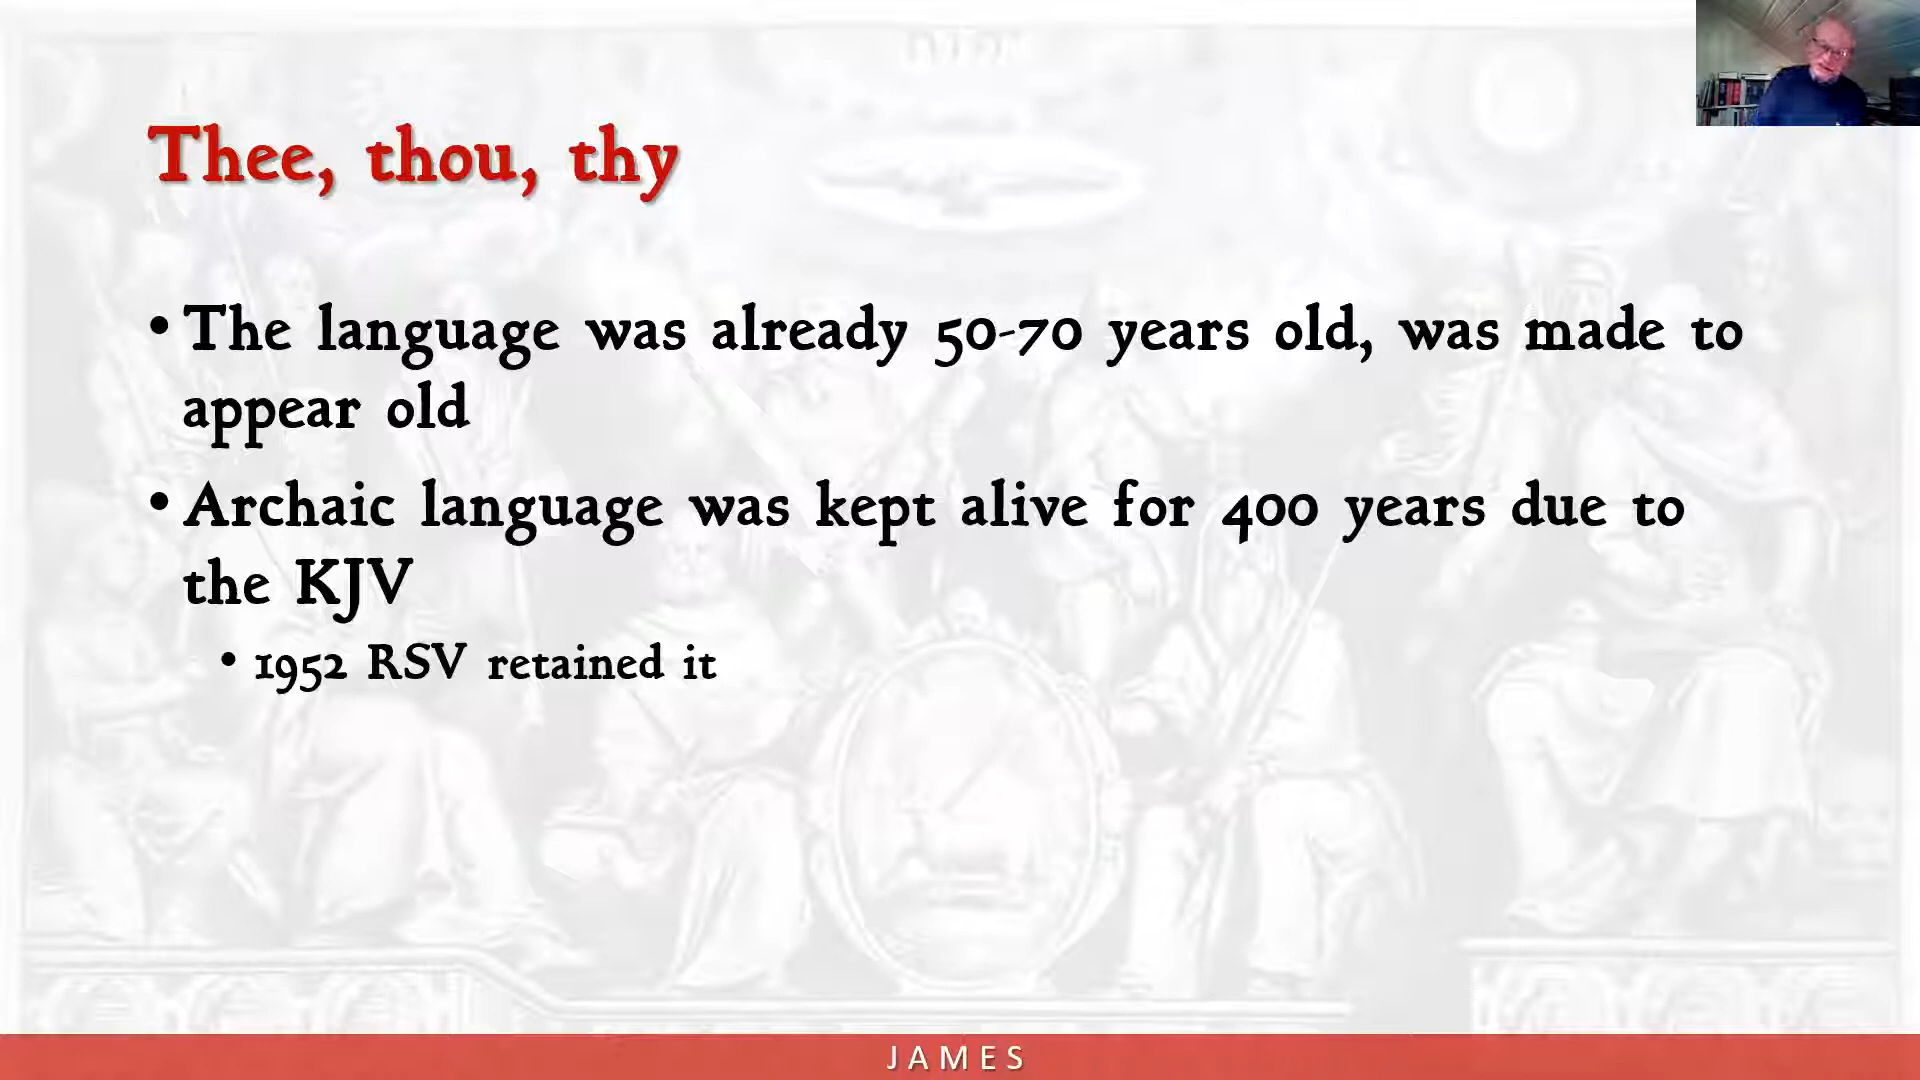 Thee, thou, thy
• The language was already 50-70 years old, was made to
appear old
• Archaic language was kept alive for 400 years due to
the KJV
• 1952 RSV retained it
JAMES